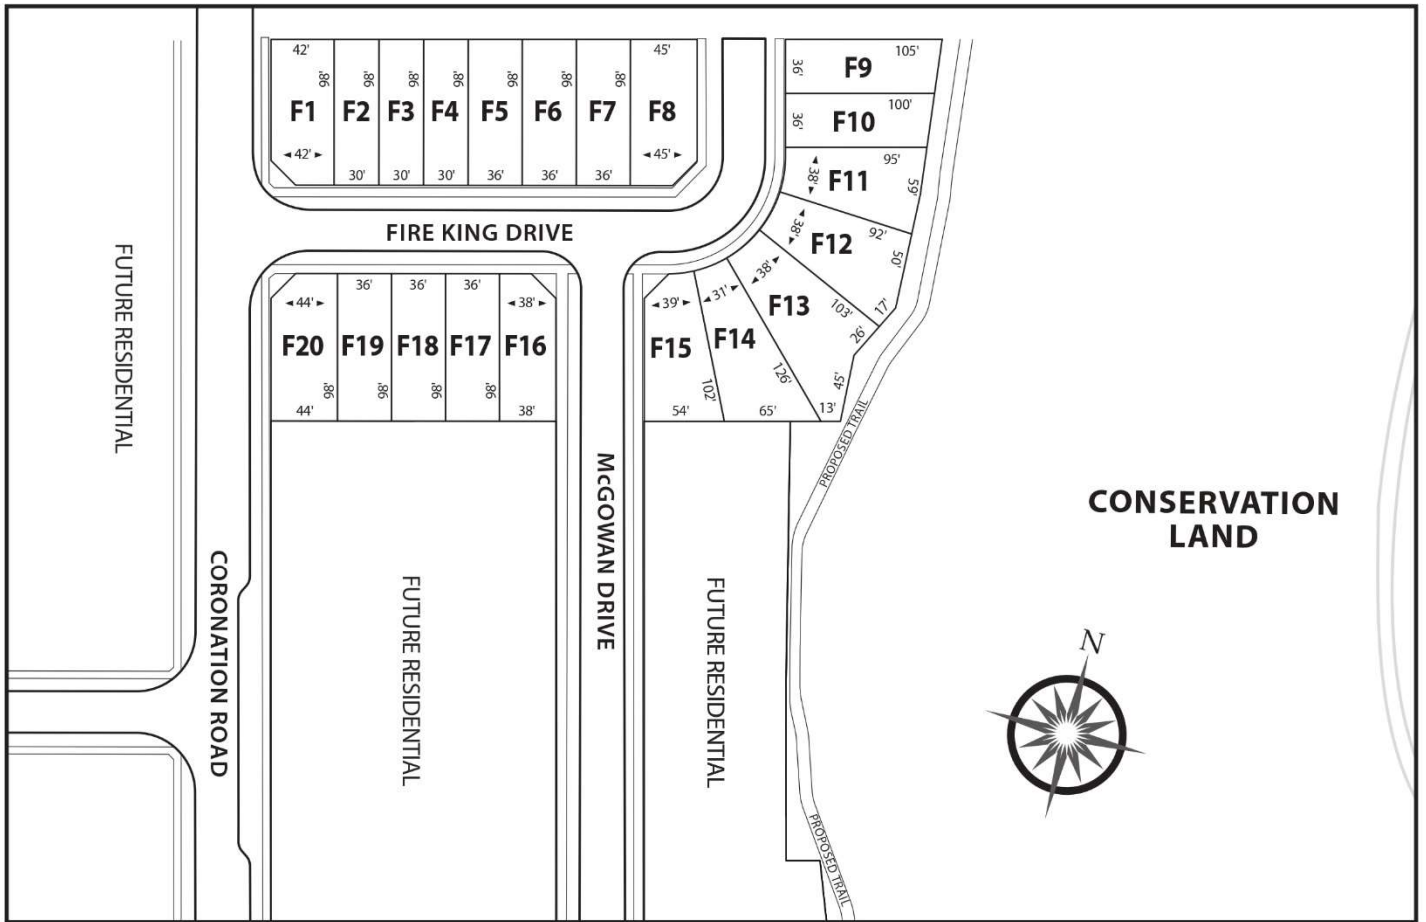 42'
45'
105'
98'
98'
98'
98'
98'
98'
98'
36'
F9
F1
F2
F3
F4
F5
F6
F7
F8
100'
36'
F10
42'
45'
95'
30'
30'
30'
36'
36'
36'
38'
F11
59'
FIRE KING DRIVE
38'
F12
92'
50'
FUTURE RESIDENTIAL
38'
103'
17'
36'
36'
36'
44'
38'
39'
31'
F13
26'
F20
F19
F18
F17
F16
F15
F14
126'
98'
98'
98'
98'
102'
45'
44'
38'
54'
65'
13'
PROPOSED TRAIL
McGOWAN DRIVE
CONSERVATION
LAND
CORONATION ROAD
FUTURE RESIDENTIAL
FUTURE RESIDENTIAL
N
PROPOSED TRAIL